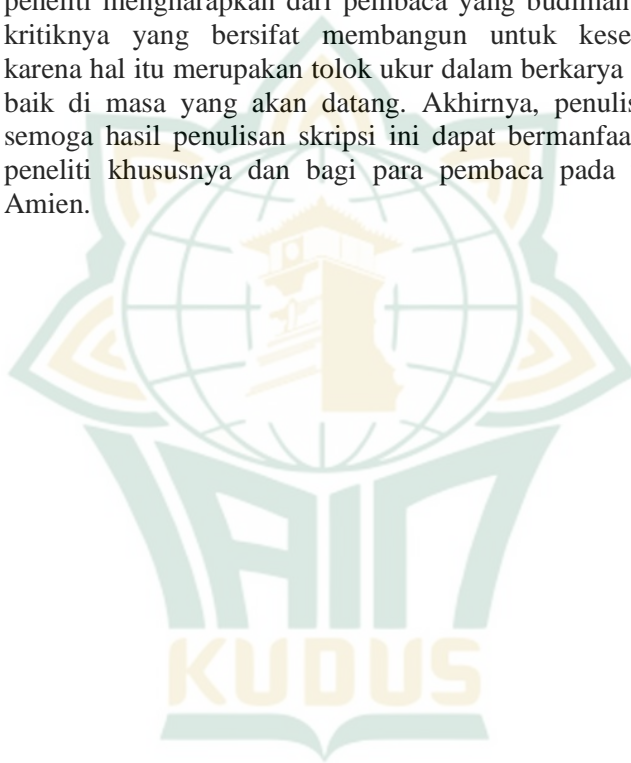 peneliti mengharapkan dari pembaca yang budiman
kritiknya yang bersifat membangun untuk kese
karena hal itu merupakan tolok ukur dalam berkarya
baik di masa yang akan datang. Akhirnya, penulis
semoga hasil penulisan skripsi ini dapat bermanfaa
peneliti khususnya dan bagi para pembaca pada
Amien.
IAIN
KUDUS